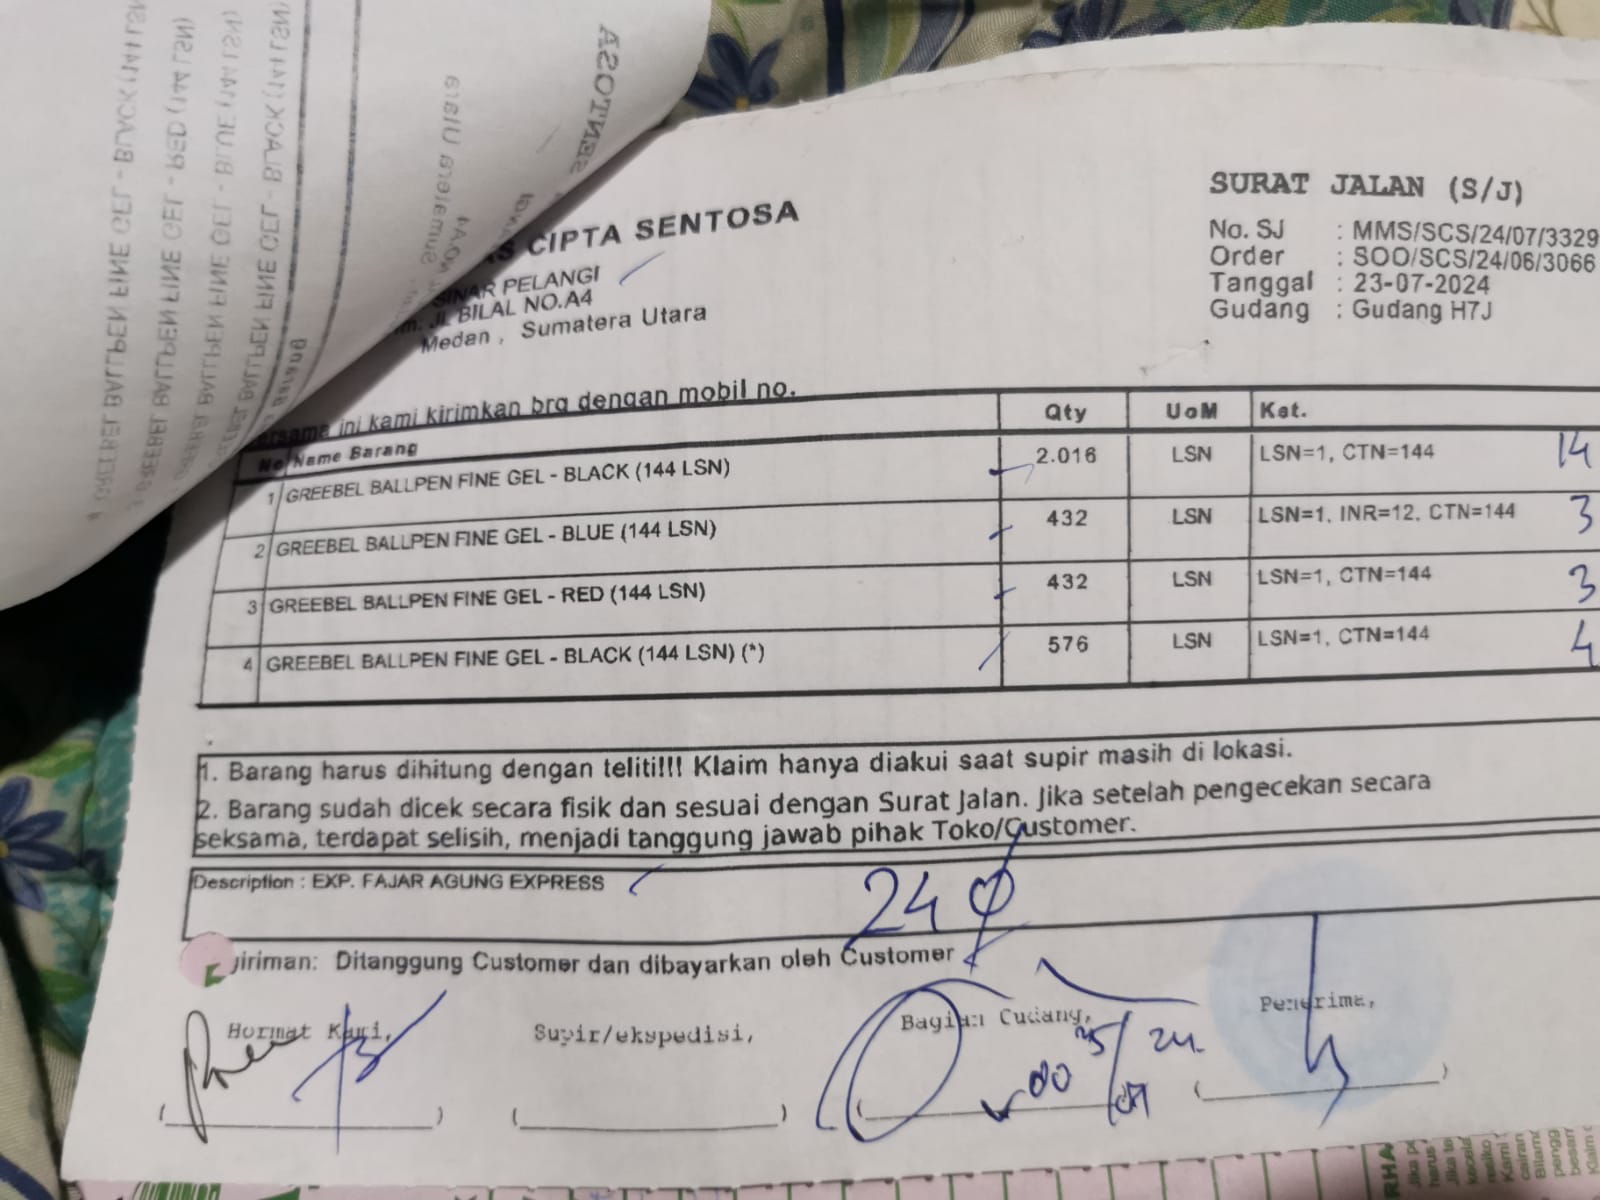 CIPTA SENTOSA
SINAR PELANGI
JL BILAL NO.A4
Medan , Sumatera Utara
SURAT JALAN (S/J)
No. SJ : MMS/SCS/24/07/3329
Order : SOO/SCS/24/06/3066
Tanggal : 23-07-2024
Gudang : Gudang H7J
ini kami kirimkan brg dengan mobil no.
No Name Barang Qty UoM Ket.
1 GREEBEL BALLPEN FINE GEL - BLACK (144 LSN) 2.016 LSN LSN=1, CTN=144 14
2 GREEBEL BALLPEN FINE GEL - BLUE (144 LSN) 432 LSN LSN=1, INR=12, CTN=144 3
3 GREEBEL BALLPEN FINE GEL - RED (144 LSN) 432 LSN LSN=1, CTN=144 3
4 GREEBEL BALLPEN FINE GEL - BLACK (144 LSN) (*) 576 LSN LSN=1, CTN=144 4
1. Barang harus dihitung dengan teliti!!! Klaim hanya diakui saat supir masih di lokasi.
2. Barang sudah dicek secara fisik dan sesuai dengan Surat Jalan. Jika setelah pengecekan secara
seksama, terdapat selisih, menjadi tanggung jawab pihak Toko/Customer.
Description : EXP. FAJAR AGUNG EXPRESS
24
jiriman: Ditanggung Customer dan dibayarkan oleh Customer
Hormat Kami, Supir/ekspedisi, Bagian Gudang, Penerima,
25/07 24